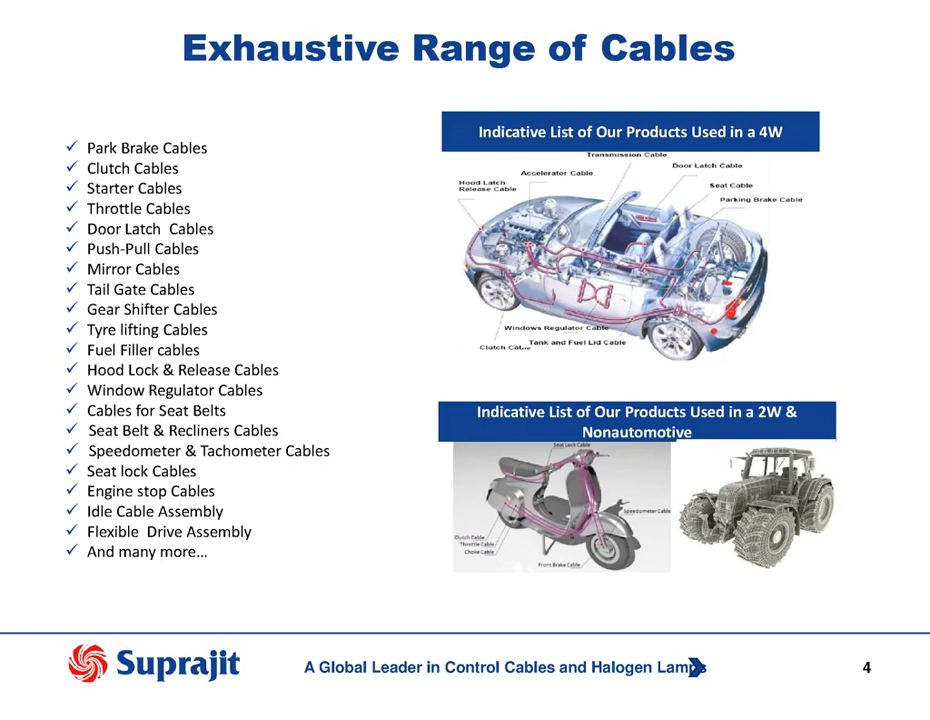 Exhaustive Range of Cables
✓ Park Brake Cables
✓ Clutch Cables
✓ Starter Cables
✓ Throttle Cables
✓ Door Latch  Cables
✓ Push-Pull Cables
✓ Mirror Cables
✓ Tail Gate Cables
✓ Gear Shifter Cables
✓ Tyre lifting Cables
✓ Fuel Filler cables
✓ Hood Lock & Release Cables
✓ Window Regulator Cables
✓ Cables for Seat Belts
✓ Seat Belt & Recliners Cables
✓ Speedometer & Tachometer Cables
✓ Seat lock Cables
✓ Engine stop Cables
✓ Idle Cable Assembly
✓ Flexible  Drive Assembly
✓ And many more...
Indicative List of Our Products Used in a 4W
Transmission Cable
Door Latch Cable
Accelerator Cable
Hood Latch
Release Cable
Seat Cable
Parking Brake Cable
Windows Regulator Cable
Tank and Fuel Lid Cable
Clutch Cable
Indicative List of Our Products Used in a 2W &
Nonautomotive
Seat Lock Cable
Speedometer Cable
Clutch Cable
Throttle Cable
Choke Cable
Front Brake Cable
Suprajit
A Global Leader in Control Cables and Halogen Lamps
4